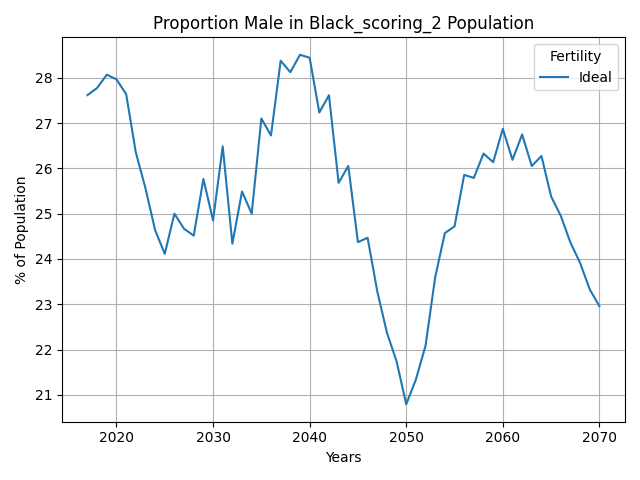 Proportion Male in Black_scoring_2 Population
Fertility
Ideal
% of Population
28
27
26
25
24
23
22
21
2020 2030 2040 2050 2060 2070
Years